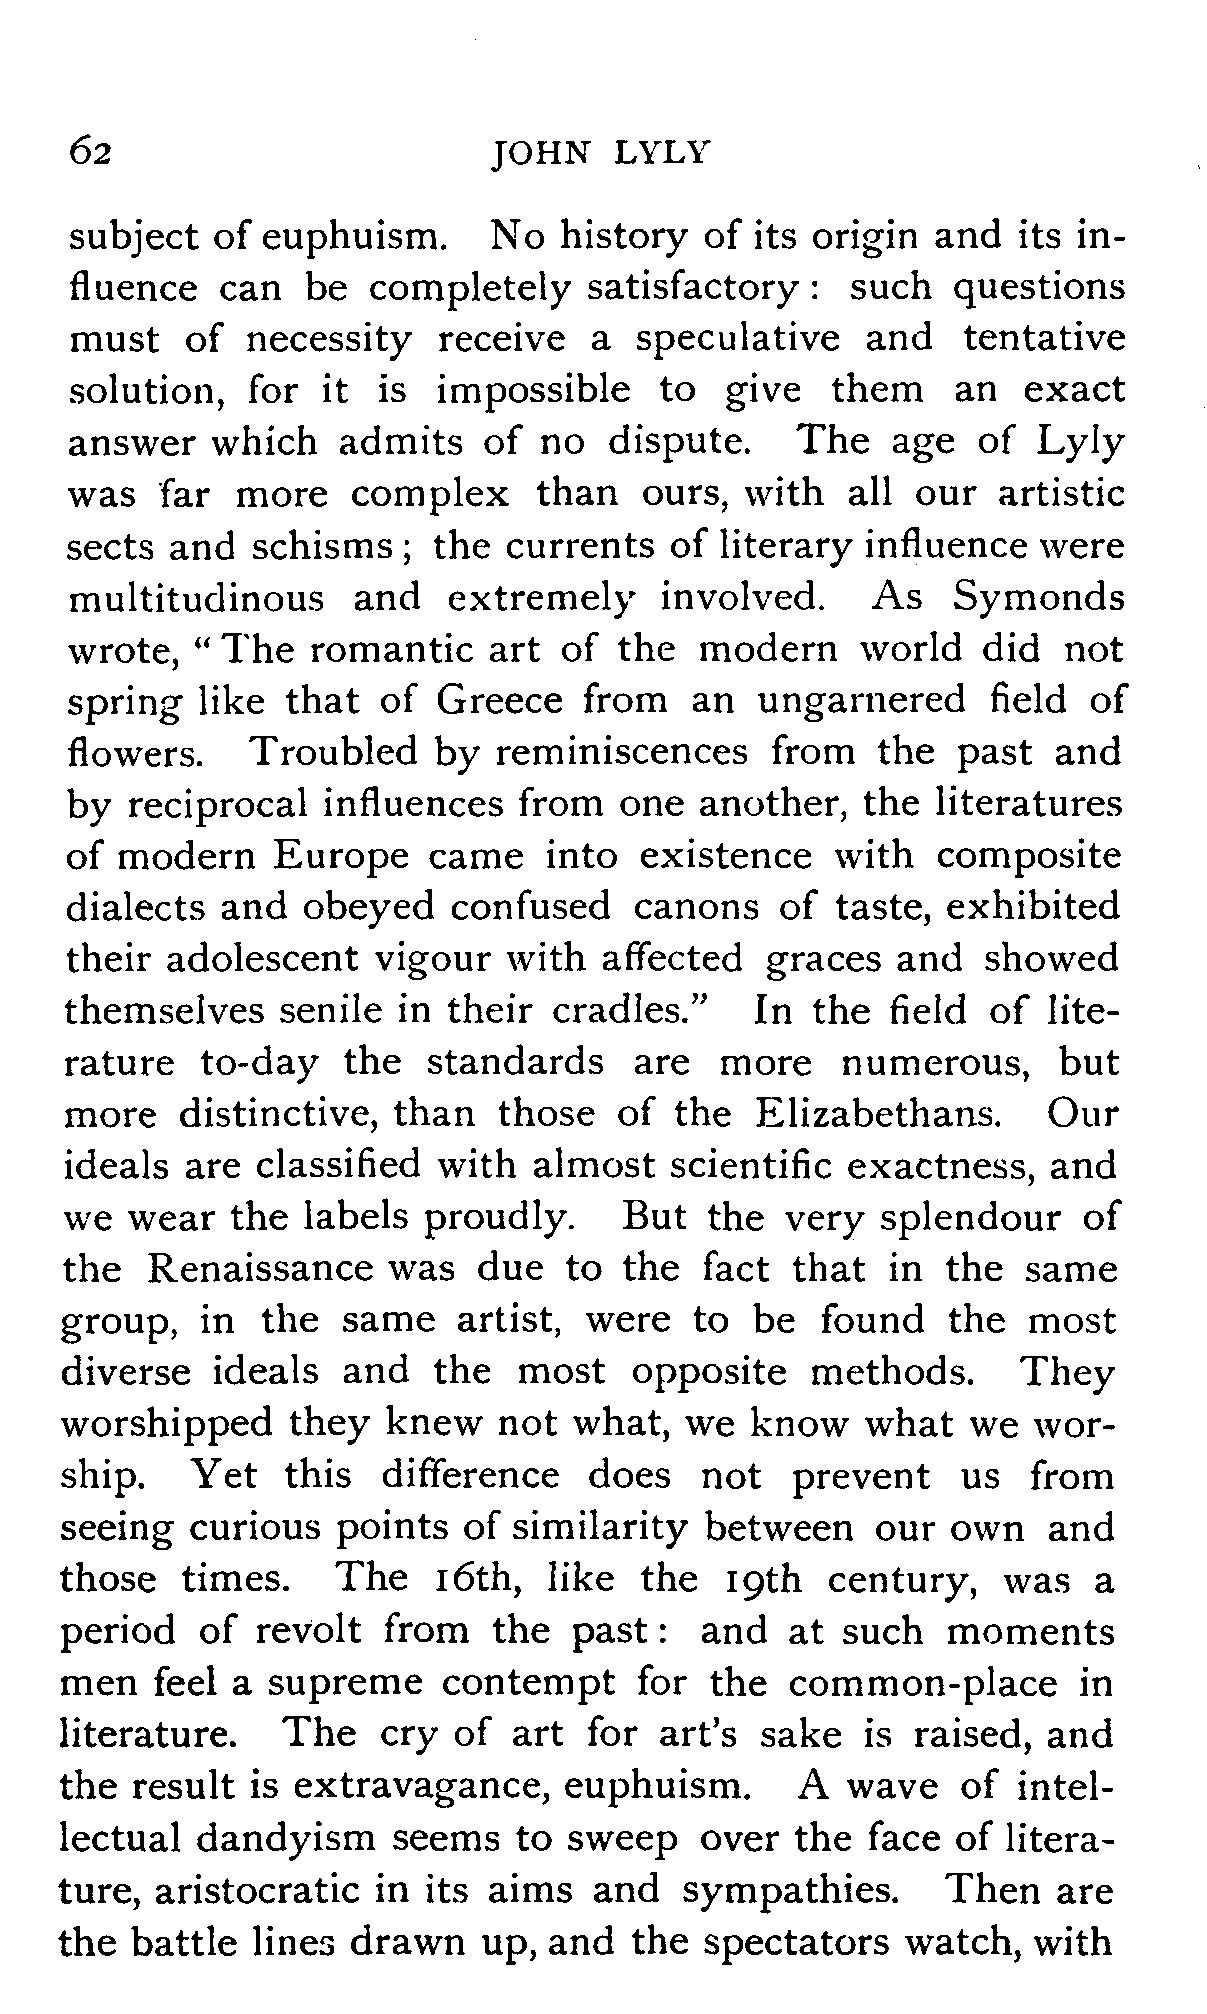 62 JOHN LYLY
subject of euphuism. No history of its origin and its in-
fluence can be completely satisfactory : such questions
must of necessity receive a speculative and tentative
solution, for it is impossible to give them an exact
answer which admits of no dispute. The age of Lyly
was far more complex than ours, with all our artistic
sects and schisms ; the currents of literary influence were
multitudinous and extremely involved. As Symonds
wrote, “ The romantic art of the modern world did not
spring like that of Greece from an ungarnered field of
flowers. Troubled by reminiscences from the past and
by reciprocal influences from one another, the literatures
of modern Europe came into existence with composite
dialects and obeyed confused canons of taste, exhibited
their adolescent vigour with affected graces and showed
themselves senile in their cradles.” In the field of lite-
rature to-day the standards are more numerous, but
more distinctive, than those of the Elizabethans. Our
ideals are classified with almost scientific exactness, and
we wear the labels proudly. But the very splendour of
the Renaissance was due to the fact that in the same
group, in the same artist, were to be found the most
diverse ideals and the most opposite methods. They
worshipped they knew not what, we know what we wor-
ship. Yet this difference does not prevent us from
seeing curious points of similarity between our own and
those times. The 16th, like the 19th century, was a
period of revolt from the past : and at such moments
men feel a supreme contempt for the common-place in
literature. The cry of art for art's sake is raised, and
the result is extravagance, euphuism. A wave of intel-
lectual dandyism seems to sweep over the face of litera-
ture, aristocratic in its aims and sympathies. Then are
the battle lines drawn up, and the spectators watch, with